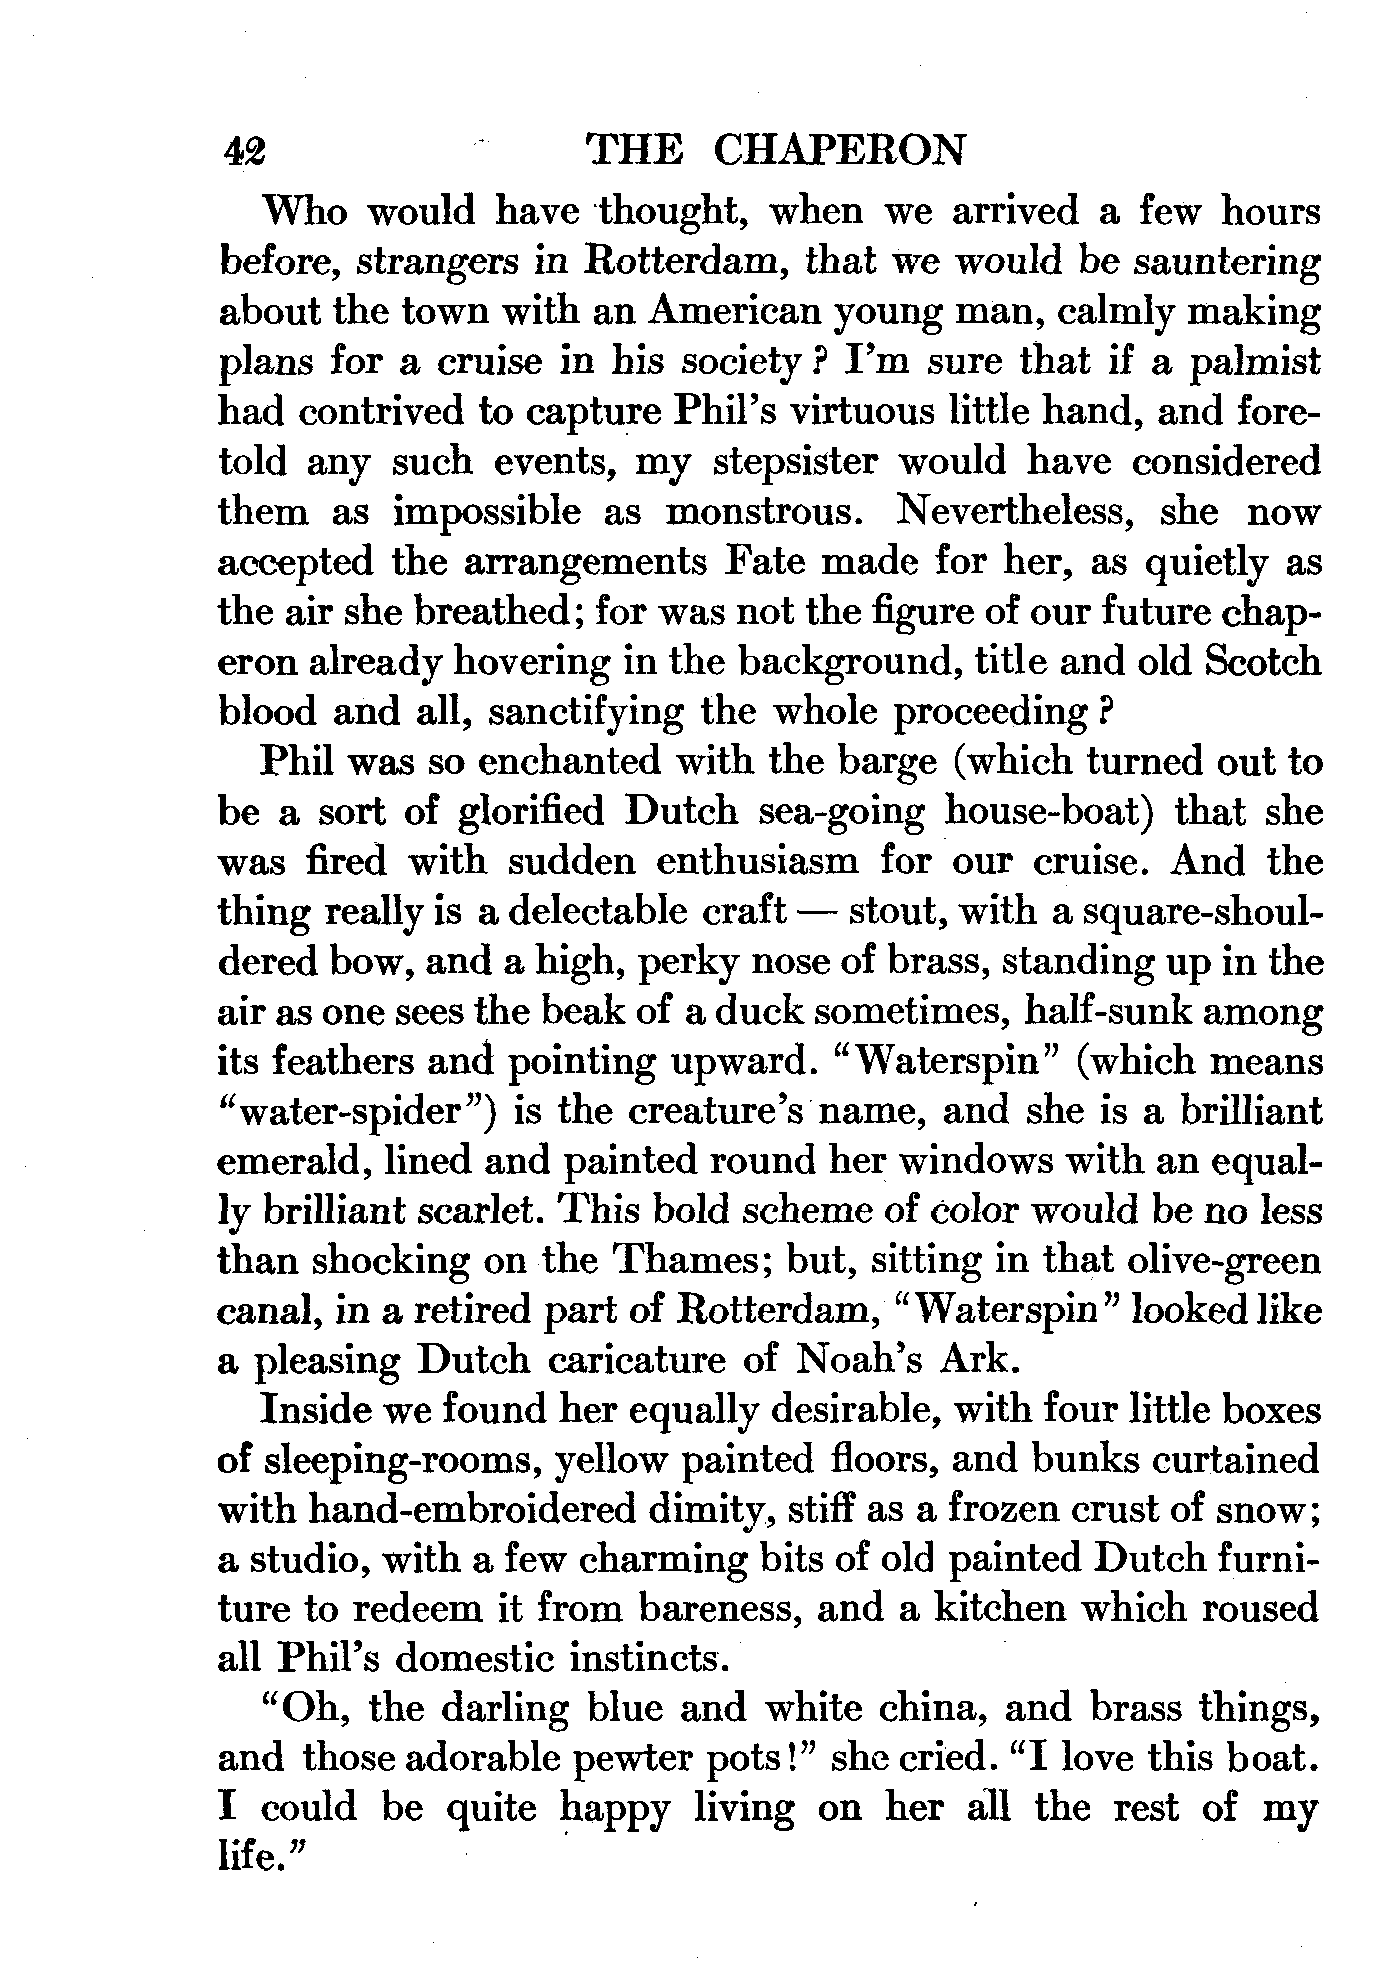 42 THE CHAPERON
Who would have thought, when we arrived a few hours
before, strangers in Rotterdam, that we would be sauntering
about the town with an American young man, calmly making
plans for a cruise in his society? I'm sure that if a palmist
had contrived to capture Phil's virtuous little hand, and fore-
told any such events, my stepsister would have considered
them as impossible as monstrous. Nevertheless, she now
accepted the arrangements Fate made for her, as quietly as
the air she breathed; for was not the figure of our future chap-
eron already hovering in the background, title and old Scotch
blood and all, sanctifying the whole proceeding?
Phil was so enchanted with the barge (which turned out to
be a sort of glorified Dutch sea-going house-boat) that she
was fired with sudden enthusiasm for our cruise. And the
thing really is a delectable craft — stout, with a square-shoul-
dered bow, and a high, perky nose of brass, standing up in the
air as one sees the beak of a duck sometimes, half-sunk among
its feathers and pointing upward. "Waterspin" (which means
"water-spider") is the creature's name, and she is a brilliant
emerald, lined and painted round her windows with an equal-
ly brilliant scarlet. This bold scheme of color would be no less
than shocking on the Thames; but, sitting in that olive-green
canal, in a retired part of Rotterdam, "Waterspin" looked like
a pleasing Dutch caricature of Noah's Ark.
Inside we found her equally desirable, with four little boxes
of sleeping-rooms, yellow painted floors, and bunks curtained
with hand-embroidered dimity, stiff as a frozen crust of snow;
a studio, with a few charming bits of old painted Dutch furni-
ture to redeem it from bareness, and a kitchen which roused
all Phil's domestic instincts.
"Oh, the darling blue and white china, and brass things,
and those adorable pewter pots!" she cried. "I love this boat.
I could be quite happy living on her all the rest of my
life."